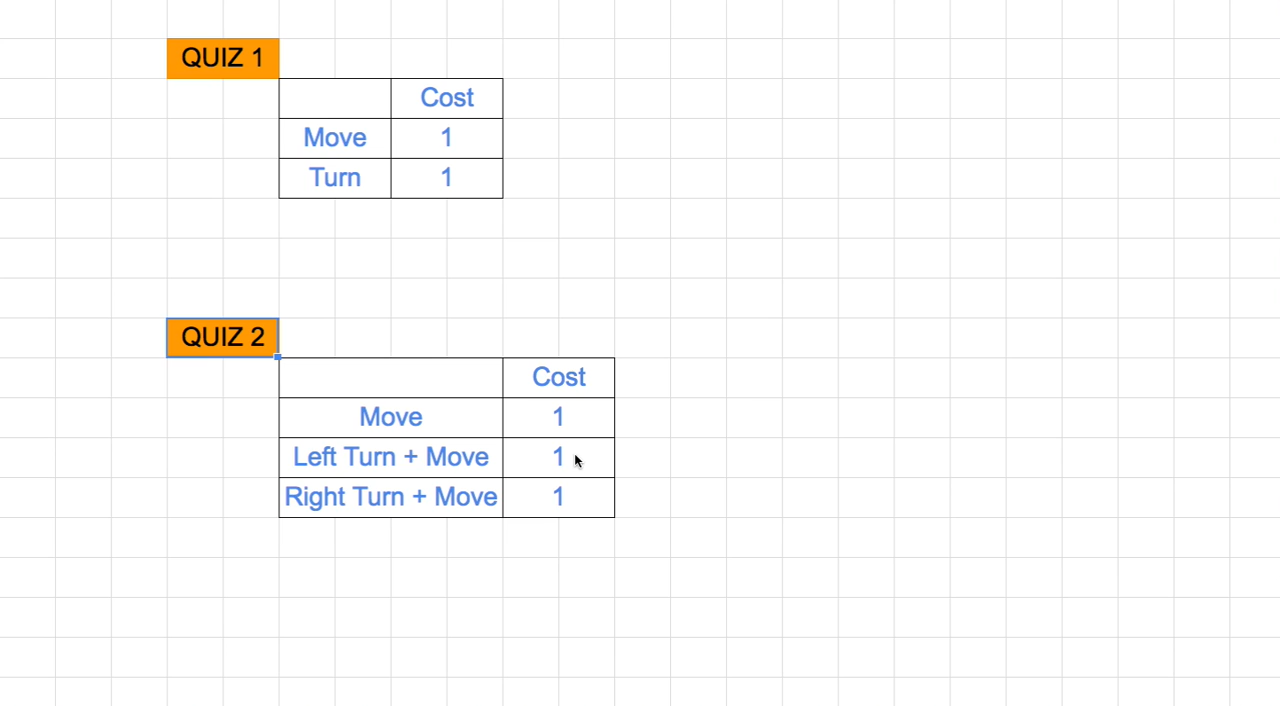 QUIZ 1
Cost
Move 1
Turn 1
QUIZ 2
Cost
Move 1
Left Turn + Move 1
Right Turn + Move 1